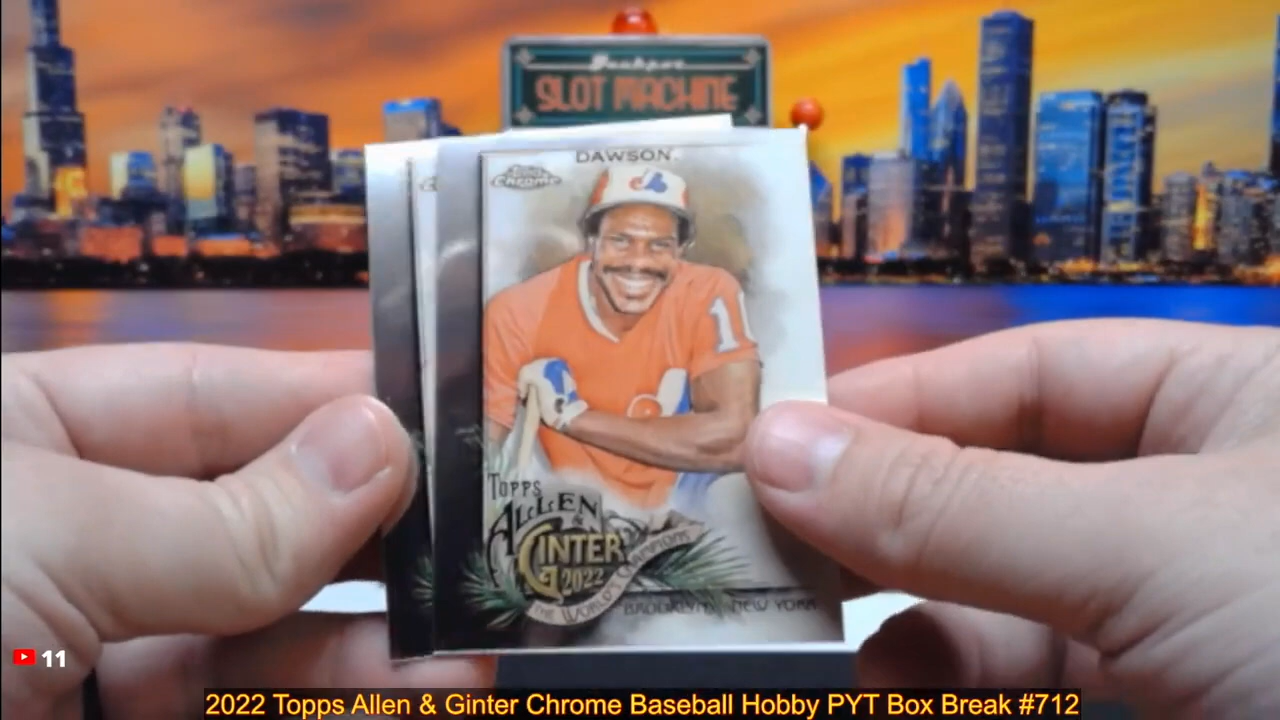 Jackpot
SLOT MACHINE
DAWSON
Topps
Chrome
10
TOPPS
ALLEN
&
GINTER
2022
THE WORLD'S CHAMPIONS
BROOKLYN, NEW YORK
11
2022 Topps Allen & Ginter Chrome Baseball Hobby PYT Box Break #712